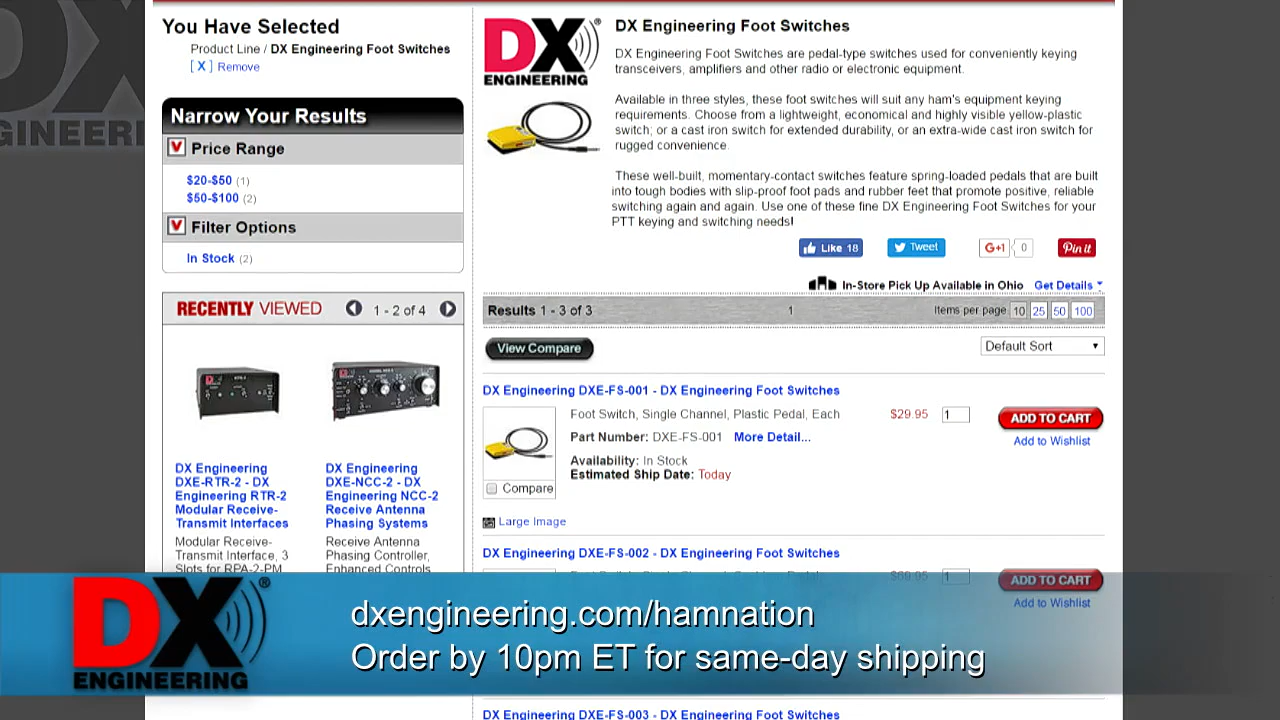 You Have Selected
Product Line / DX Engineering Foot Switches
[ X ] Remove
Narrow Your Results
Price Range
$20-$50 (1)
$50-$100 (2)
Filter Options
In Stock (2)
RECENTLY VIEWED
1 - 2 of 4
DX Engineering
DXE-RTR-2 - DX
Engineering RTR-2
Modular Receive-
Transmit Interfaces
Modular Receive-
Transmit Interface, 3
Slots for RPA-2-PM
DX Engineering
DXE-NCC-2 - DX
Engineering NCC-2
Receive Antenna
Phasing Systems
Receive Antenna
Phasing Controller,
Enhanced Controls
DX
ENGINEERING
DX Engineering Foot Switches
DX Engineering Foot Switches are pedal-type switches used for conveniently keying
transceivers, amplifiers and other radio or electronic equipment.
Available in three styles, these foot switches will suit any ham's equipment keying
requirements. Choose from a lightweight, economical and highly visible yellow-plastic
switch; or a cast iron switch for extended durability, or an extra-wide cast iron switch for
rugged convenience.
These well-built, momentary-contact switches feature spring-loaded pedals that are built
into tough bodies with slip-proof foot pads and rubber feet that promote positive, reliable
switching again and again. Use one of these fine DX Engineering Foot Switches for your
PTT keying and switching needs!
Like 18
Tweet
G+1 0
Pin it
In-Store Pick Up Available in Ohio Get Details
Results 1 - 3 of 3
1
Items per page 10 25 50 100
View Compare
Default Sort
DX Engineering DXE-FS-001 - DX Engineering Foot Switches
Foot Switch, Single Channel, Plastic Pedal, Each
$29.95
1
ADD TO CART
Part Number: DXE-FS-001 More Detail...
Add to Wishlist
Availability: In Stock
Estimated Ship Date: Today
Compare
Large Image
DX Engineering DXE-FS-002 - DX Engineering Foot Switches
$69.95
1
ADD TO CART
Add to Wishlist
DX
ENGINEERING
dxengineering.com/hamnation
Order by 10pm ET for same-day shipping
DX Engineering DXE-FS-003 - DX Engineering Foot Switches